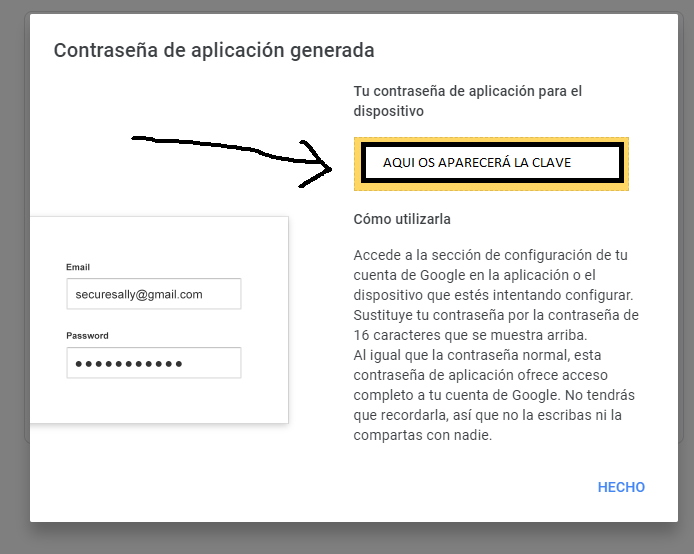 Contraseña de aplicación generada
Tu contraseña de aplicación para el
dispositivo
AQUI OS APARECERÁ LA CLAVE
Cómo utilizarla
Accede a la sección de configuración de tu
cuenta de Google en la aplicación o el
dispositivo que estés intentando configurar.
Sustituye tu contraseña por la contraseña de
16 caracteres que se muestra arriba.
Al igual que la contraseña normal, esta
contraseña de aplicación ofrece acceso
completo a tu cuenta de Google. No tendrás
que recordarla, así que no la escribas ni la
compartas con nadie.
Email
securesally@gmail.com
Password
●●●●●●●●●●●
HECHO